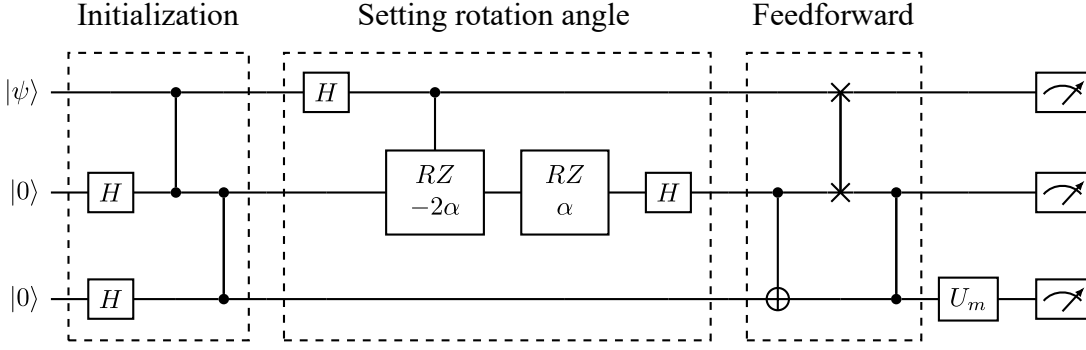 Initialization Setting rotation angle Feedforward
|ψ⟩ H
|0⟩ H RZ RZ H
−2α α
|0⟩ H U_m